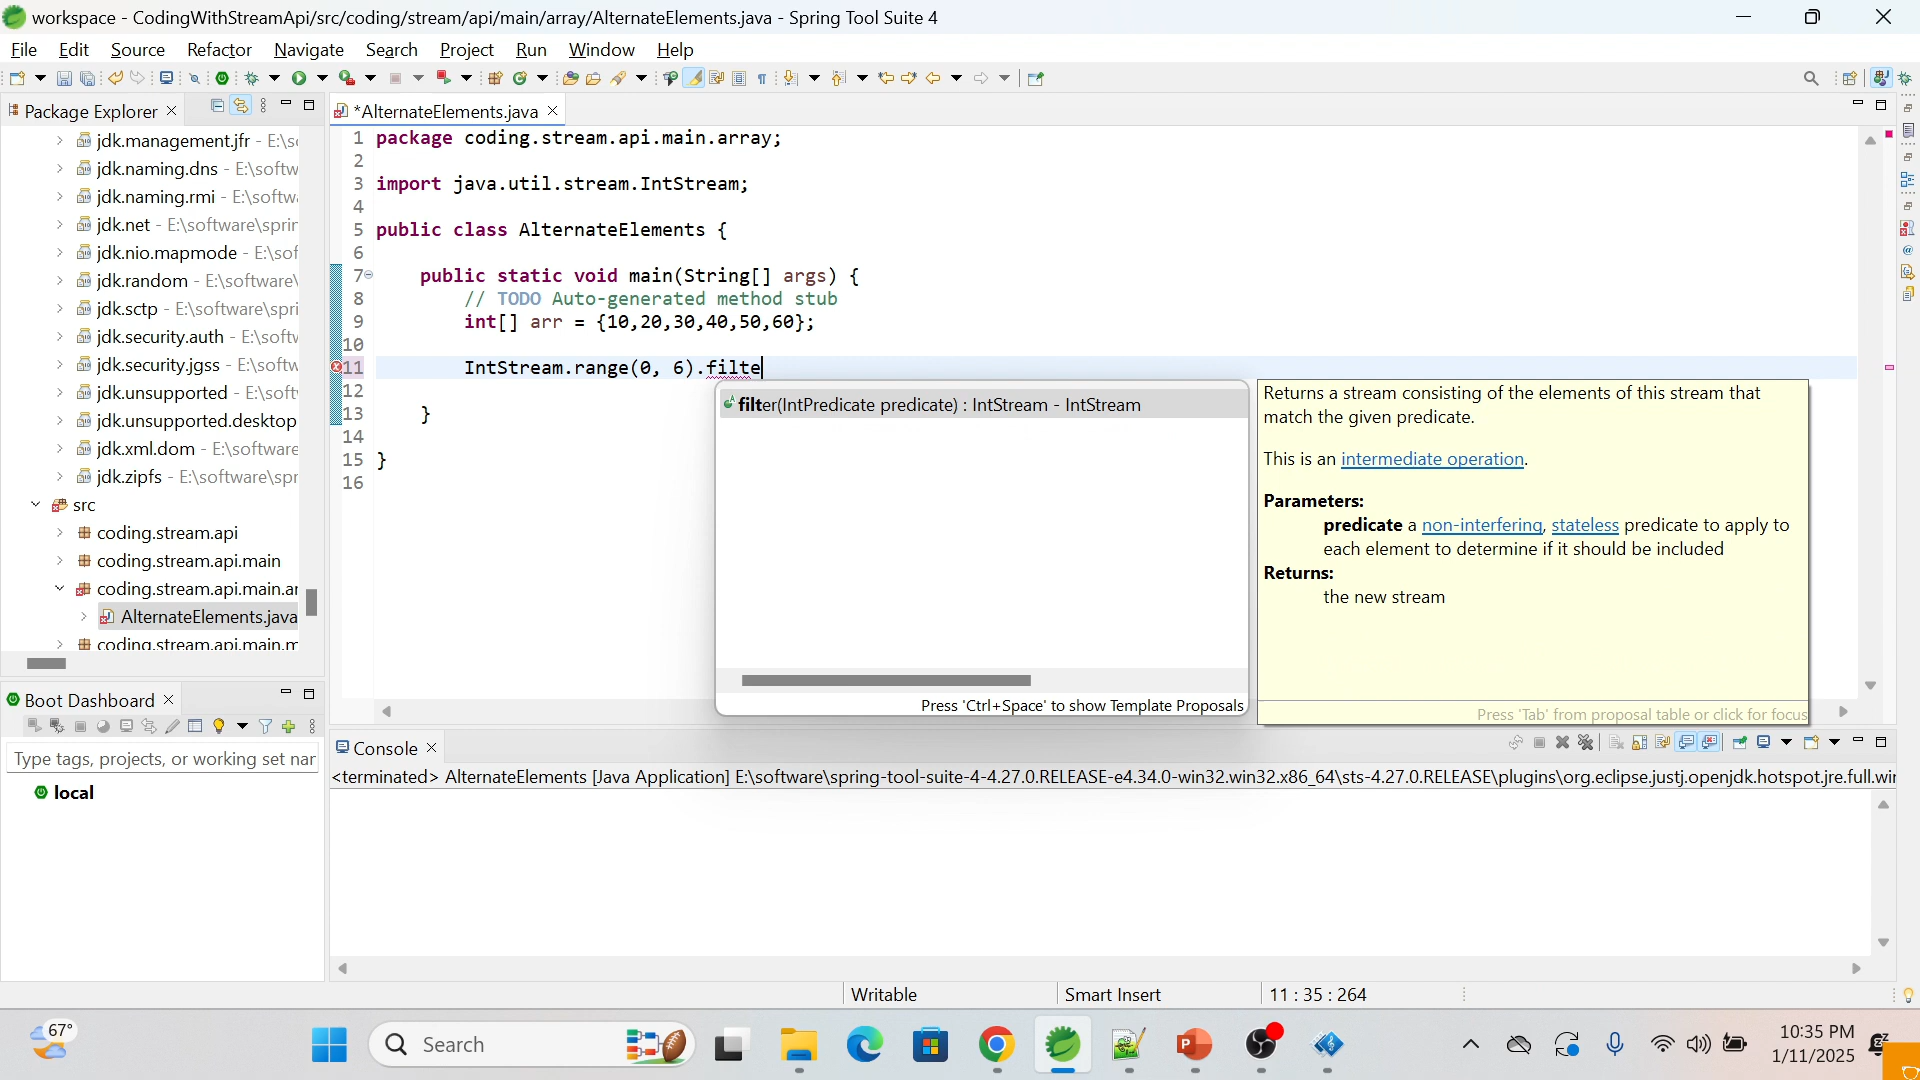 workspace - CodingWithStreamApi/src/coding/stream/api/main/array/AlternateElements.java - Spring Tool Suite 4
File Edit Source Refactor Navigate Search Project Run Window Help
Package Explorer
jdk.management.jfr - E:\so
jdk.naming.dns - E:\softw
jdk.naming.rmi - E:\softwa
jdk.net - E:\software\sprin
jdk.nio.mapmode - E:\sof
jdk.random - E:\software\
jdk.sctp - E:\software\spri
jdk.security.auth - E:\softv
jdk.security.jgss - E:\softw
jdk.unsupported - E:\softw
jdk.unsupported.desktop
jdk.xml.dom - E:\software
jdk.zipfs - E:\software\spr
src
coding.stream.api
coding.stream.api.main
coding.stream.api.main.ar
AlternateElements.java
coding.stream.api.main.m
*AlternateElements.java
1 package coding.stream.api.main.array;
2
3 import java.util.stream.IntStream;
4
5 public class AlternateElements {
6
7 public static void main(String[] args) {
8 // TODO Auto-generated method stub
9 int[] arr = {10,20,30,40,50,60};
10
11 IntStream.range(0, 6).filte
12
13 }
14
15 }
16
filter(IntPredicate predicate) : IntStream - IntStream
Press 'Ctrl+Space' to show Template Proposals
Returns a stream consisting of the elements of this stream that
match the given predicate.
This is an intermediate operation.
Parameters:
predicate a non-interfering, stateless predicate to apply to
each element to determine if it should be included
Returns:
the new stream
Press 'Tab' from proposal table or click for focus
Boot Dashboard
Type tags, projects, or working set nar
local
Console
<terminated> AlternateElements [Java Application] E:\software\spring-tool-suite-4-4.27.0.RELEASE-e4.34.0-win32.win32.x86_64\sts-4.27.0.RELEASE\plugins\org.eclipse.justj.openjdk.hotspot.jre.full.wir
Writable Smart Insert 11 : 35 : 264
67°
Search
10:35 PM
1/11/2025